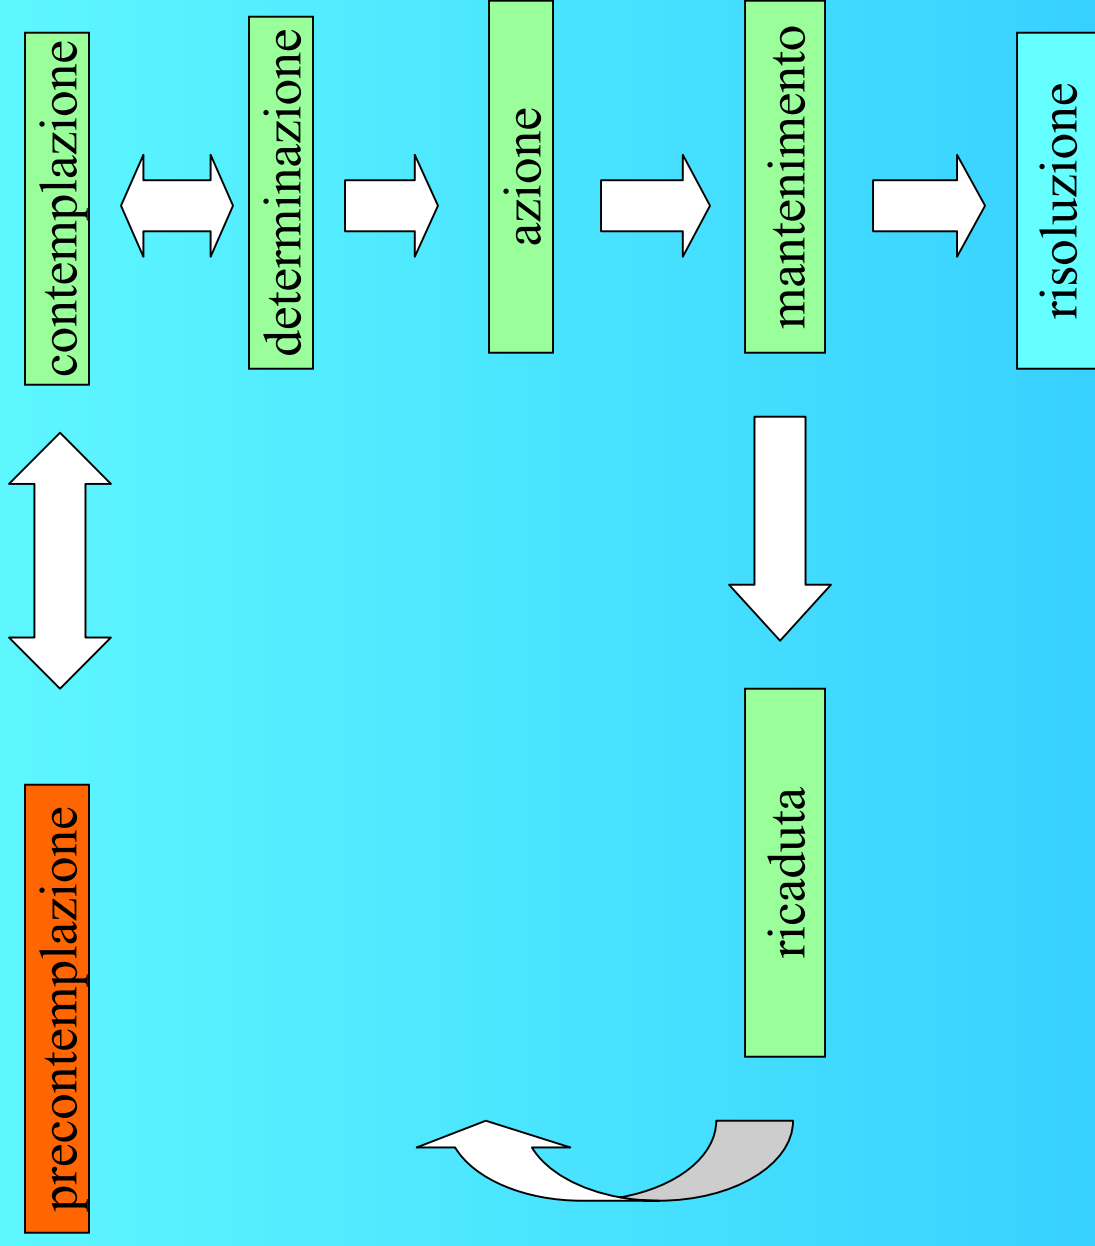 precontemplazione
contemplazione
determinazione
azione
mantenimento
ricaduta
risoluzione